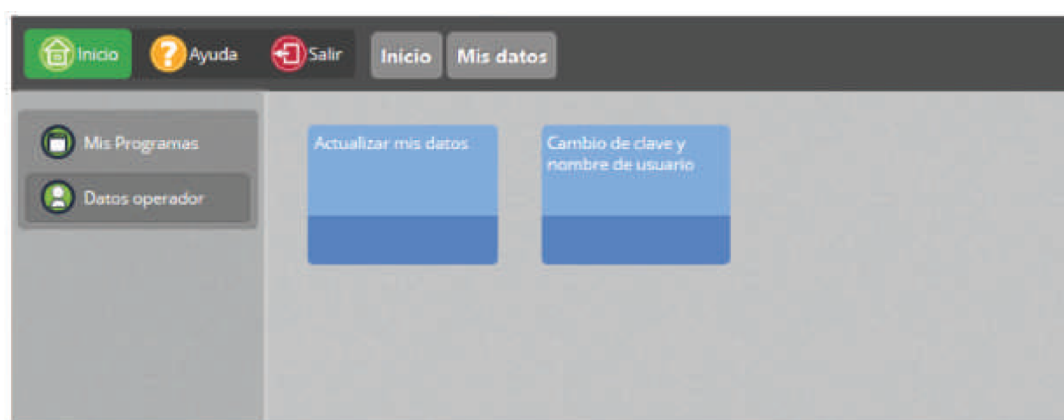 Inicio
Ayuda
Salir
Inicio
Mis datos
Mis Programas
Datos operador
Actualizar mis datos
Cambio de clave y
nombre de usuario